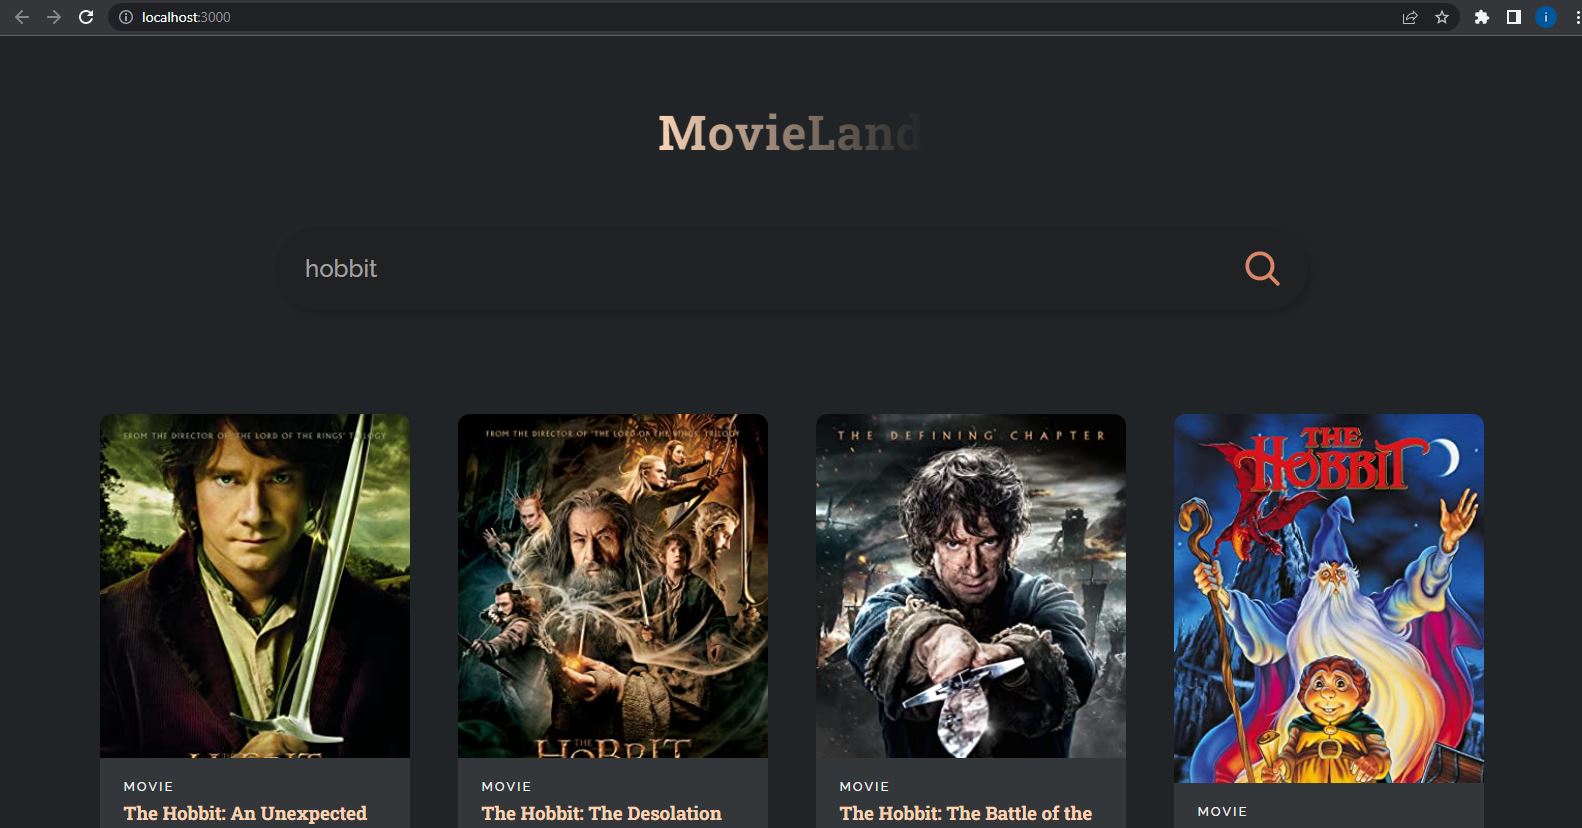 localhost:3000
i
MovieLand
hobbit
FROM THE DIRECTOR OF 'THE LORD OF THE RINGS' TRILOGY
FROM THE DIRECTOR OF 'THE LORD OF THE RINGS' TRILOGY
THE HOBBIT
THE DEFINING CHAPTER
THE
HOBBIT
MOVIE
The Hobbit: An Unexpected
MOVIE
The Hobbit: The Desolation
MOVIE
The Hobbit: The Battle of the
MOVIE